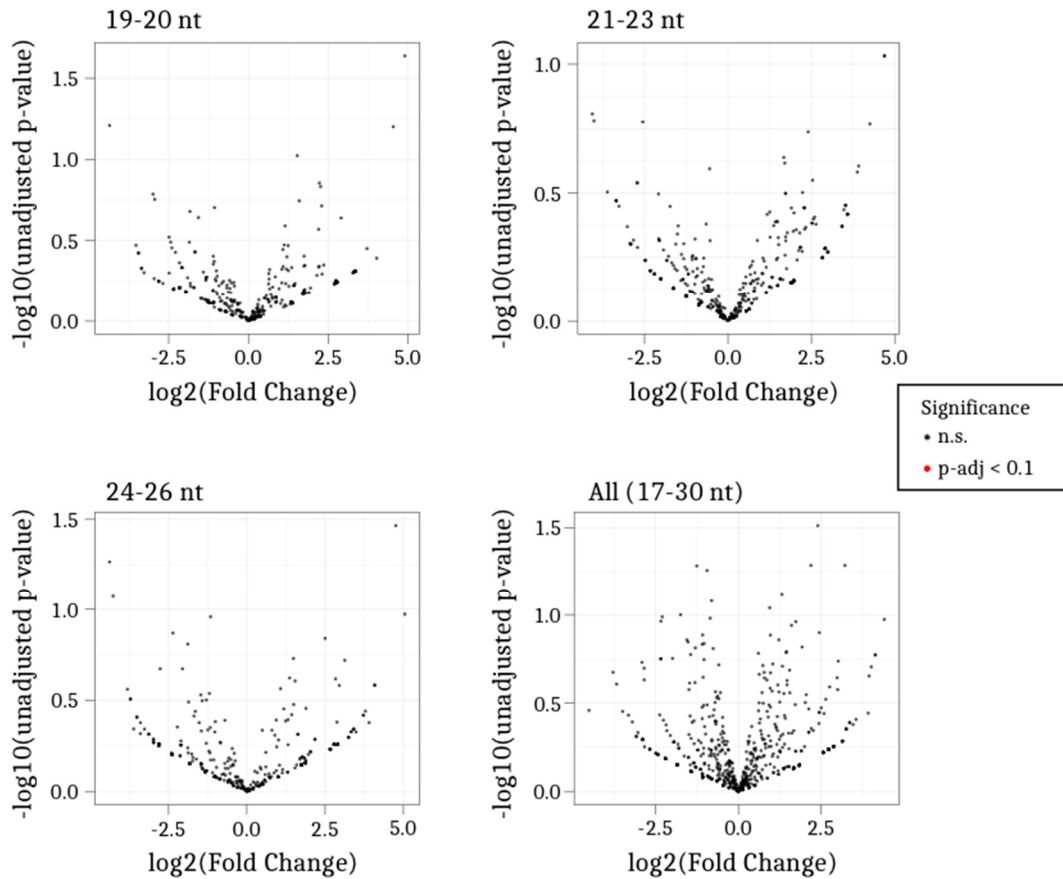 19-20 nt
-log10(unadjusted p-value)
1.5
1.0
0.5
0.0
-2.5 0.0 2.5 5.0
log2(Fold Change)
21-23 nt
-log10(unadjusted p-value)
1.0
0.5
0.0
-2.5 0.0 2.5 5.0
log2(Fold Change)
Significance
n.s.
p-adj < 0.1
24-26 nt
-log10(unadjusted p-value)
1.5
1.0
0.5
0.0
-2.5 0.0 2.5 5.0
log2(Fold Change)
All (17-30 nt)
-log10(unadjusted p-value)
1.5
1.0
0.5
0.0
-2.5 0.0 2.5
log2(Fold Change)